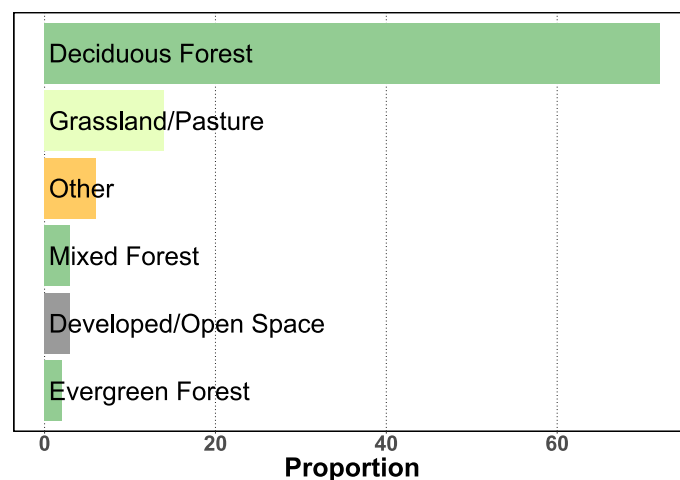 Deciduous Forest
Grassland/Pasture
Other
Mixed Forest
Developed/Open Space
Evergreen Forest
0 20 40 60
Proportion